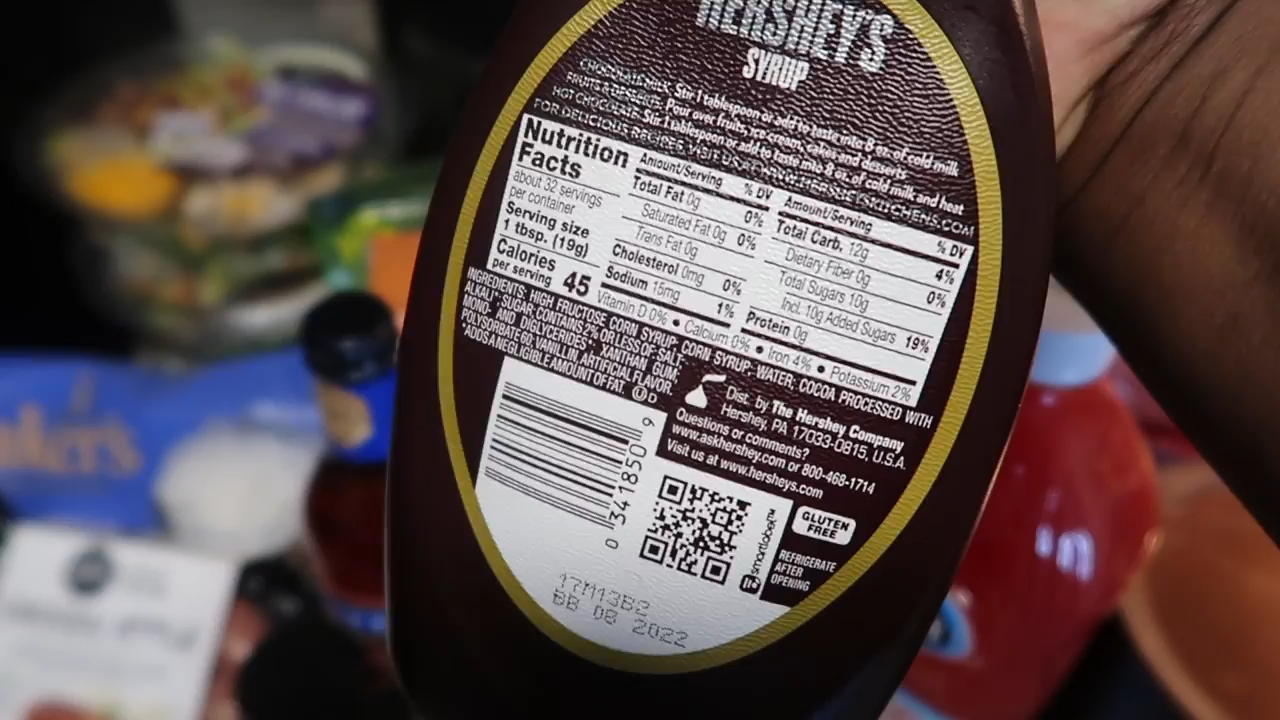 HERSHEY'S
SYRUP
CHOCOLATE MILK: Stir 1 tablespoon or add to taste into 8 oz. of cold milk
FRUIT & DESSERTS: Pour over fruits, ice cream, cakes and desserts
HOT CHOCOLATE: Stir 1 tablespoon or add to taste into 8 oz. of cold milk and heat
FOR DELICIOUS RECIPES VISIT US AT
Nutrition
Facts
about 32 servings
per container
Serving size
1 tbsp. (19g)
Calories
per serving 45
Amount/Serving % DV
Total Fat 0g 0%
Saturated Fat 0g 0%
Trans Fat 0g
Cholesterol 0mg 0%
Sodium 15mg 1%
Amount/Serving % DV
Total Carb. 12g 4%
Dietary Fiber 0g 0%
Total Sugars 10g
Incl. 10g Added Sugars 19%
Protein 0g
Vitamin D 0% • Calcium 0% • Iron 4% • Potassium 2%
INGREDIENTS: HIGH FRUCTOSE CORN SYRUP; CORN SYRUP; WATER; COCOA PROCESSED WITH
ALKALI*; SUGAR; CONTAINS 2% OR LESS OF: SALT;
MONO- AND DIGLYCERIDES*; XANTHAN GUM;
POLYSORBATE 60; VANILLIN, ARTIFICIAL FLAVOR.
*ADDS A NEGLIGIBLE AMOUNT OF FAT. U D
Dist. by The Hershey Company
Hershey, PA 17033-0815, U.S.A.
Questions or comments?
www.askhershey.com or 800-468-1714
Visit us at www.hersheys.com
0 341850 9
smartlabel™
GLUTEN
FREE
REFRIGERATE
AFTER
OPENING
17M13B2
BB 08 2022